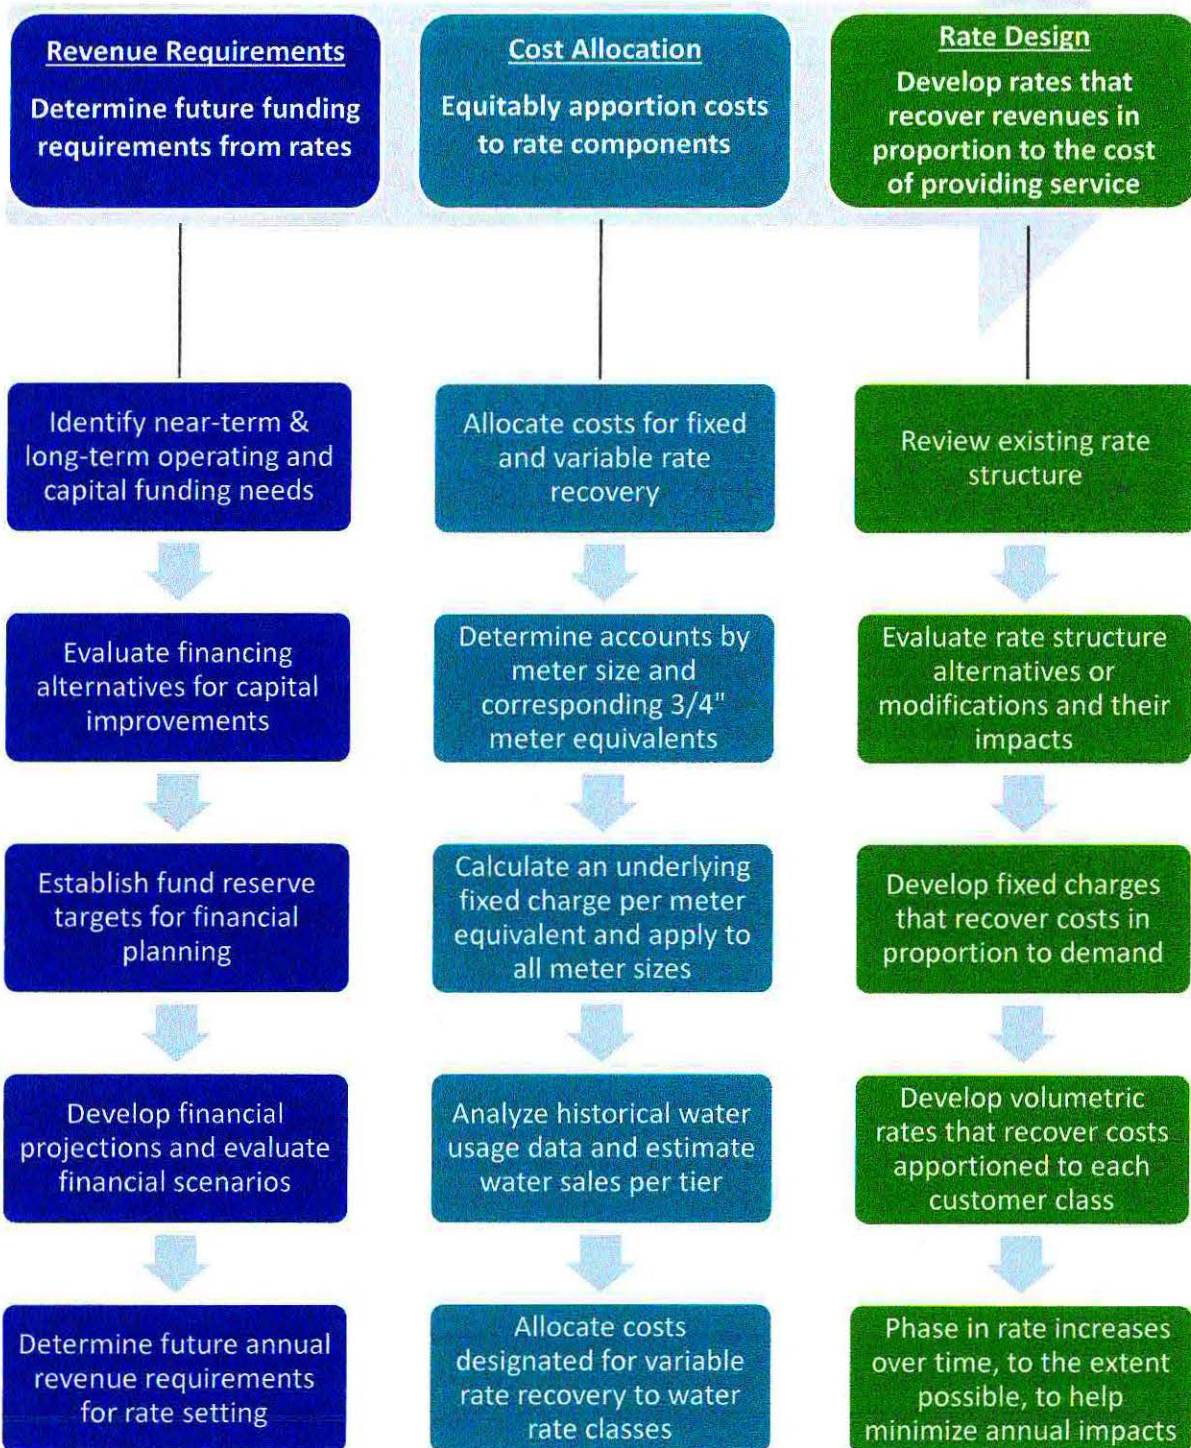 Revenue Requirements
Determine future funding
requirements from rates
Cost Allocation
Equitably apportion costs
to rate components
Rate Design
Develop rates that
recover revenues in
proportion to the cost
of providing service
Identify near-term &
long-term operating and
capital funding needs
Evaluate financing
alternatives for capital
improvements
Establish fund reserve
targets for financial
planning
Develop financial
projections and evaluate
financial scenarios
Determine future annual
revenue requirements
for rate setting
Allocate costs for fixed
and variable rate
recovery
Determine accounts by
meter size and
corresponding 3/4"
meter equivalents
Calculate an underlying
fixed charge per meter
equivalent and apply to
all meter sizes
Analyze historical water
usage data and estimate
water sales per tier
Allocate costs
designated for variable
rate recovery to water
rate classes
Review existing rate
structure
Evaluate rate structure
alternatives or
modifications and their
impacts
Develop fixed charges
that recover costs in
proportion to demand
Develop volumetric
rates that recover costs
apportioned to each
customer class
Phase in rate increases
over time, to the extent
possible, to help
minimize annual impacts